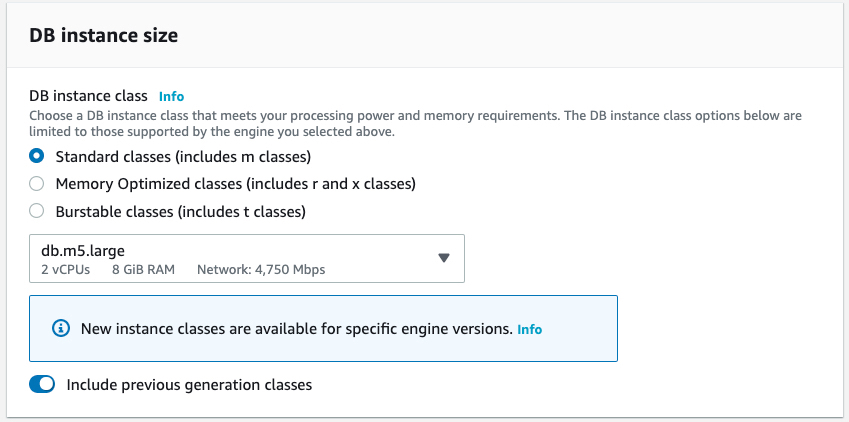 DB instance size
DB instance class Info
Choose a DB instance class that meets your processing power and memory requirements. The DB instance class options below are
limited to those supported by the engine you selected above.
Standard classes (includes m classes)
Memory Optimized classes (includes r and x classes)
Burstable classes (includes t classes)
db.m5.large
2 vCPUs 8 GiB RAM Network: 4,750 Mbps
New instance classes are available for specific engine versions. Info
Include previous generation classes